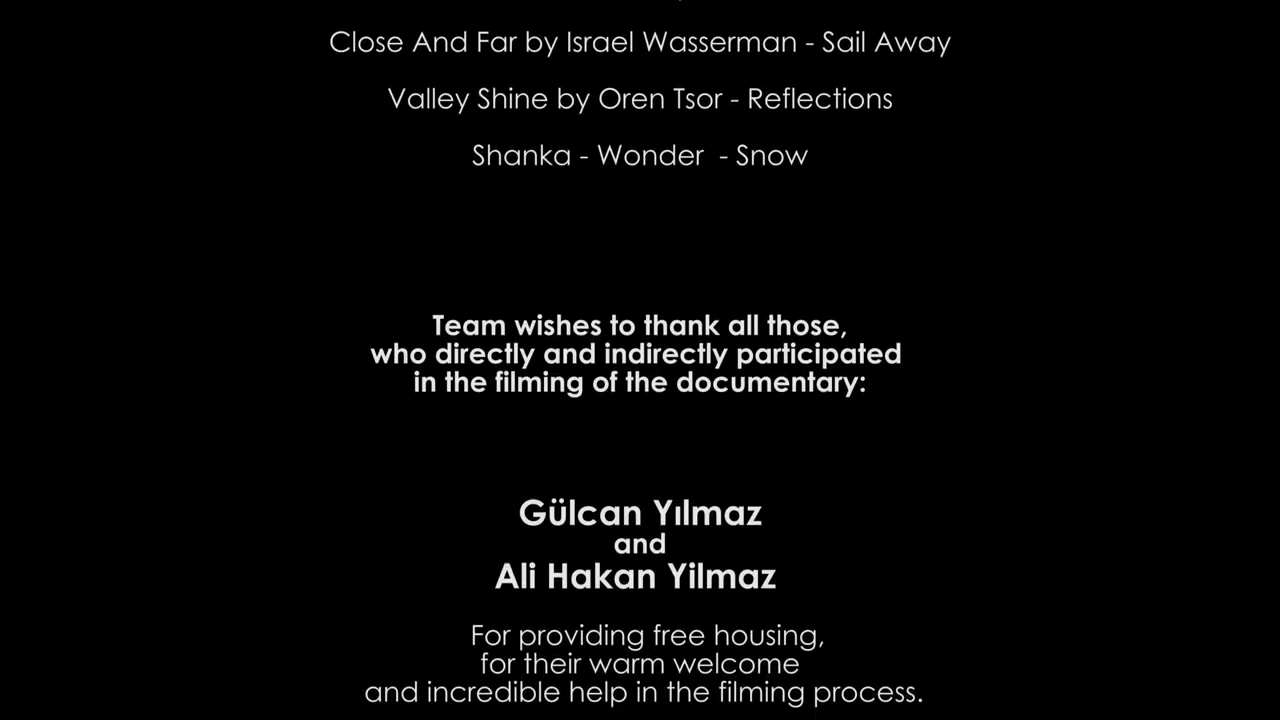 Close And Far by Israel Wasserman - Sail Away
Valley Shine by Oren Tsor - Reflections
Shanka - Wonder  - Snow
Team wishes to thank all those,
who directly and indirectly participated
in the filming of the documentary:
Gülcan Yılmaz
and
Ali Hakan Yilmaz
For providing free housing,
for their warm welcome
and incredible help in the filming process.